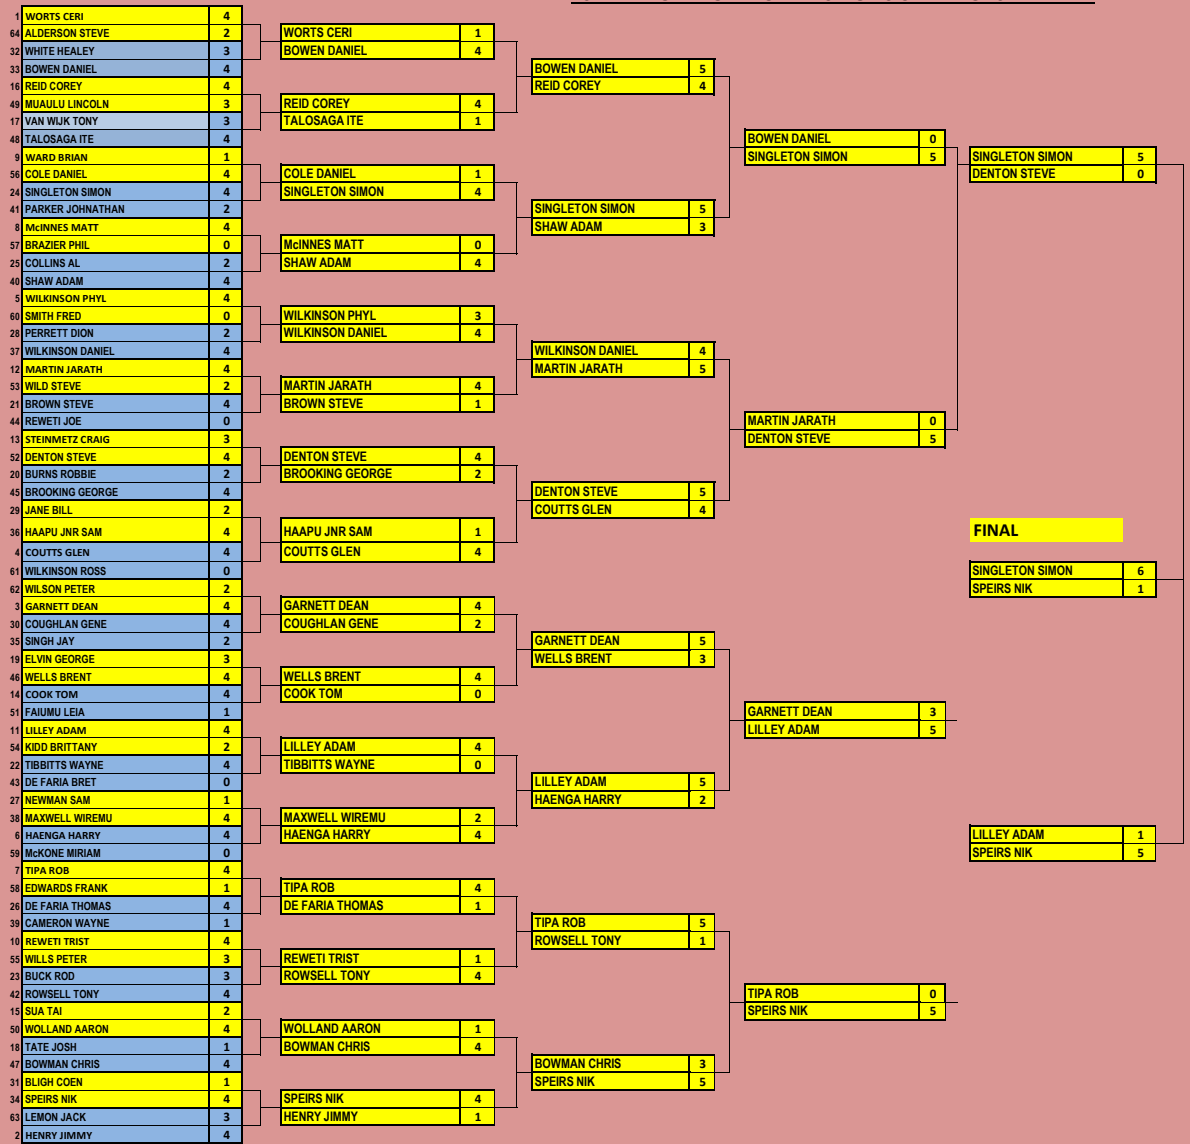 1 WORTS CERI 4
64 ALDERSON STEVE 2
32 WHITE HEALEY 3
33 BOWEN DANIEL 4
16 REID COREY 4
49 MUAULU LINCOLN 3
17 VAN WIJK TONY 3
48 TALOSAGA ITE 4
9 WARD BRIAN 1
56 COLE DANIEL 4
24 SINGLETON SIMON 4
41 PARKER JOHNATHAN 2
8 McINNES MATT 4
57 BRAZIER PHIL 0
25 COLLINS AL 2
40 SHAW ADAM 4
5 WILKINSON PHYL 4
60 SMITH FRED 0
28 PERRETT DION 2
37 WILKINSON DANIEL 4
12 MARTIN JARATH 4
53 WILD STEVE 2
21 BROWN STEVE 4
44 REWETI JOE 0
13 STEINMETZ CRAIG 3
52 DENTON STEVE 4
20 BURNS ROBBIE 2
45 BROOKING GEORGE 4
29 JANE BILL 2
36 HAAPU JNR SAM 4
4 COUTTS GLEN 4
61 WILKINSON ROSS 0
62 WILSON PETER 2
3 GARNETT DEAN 4
30 COUGHLAN GENE 4
35 SINGH JAY 2
19 ELVIN GEORGE 3
46 WELLS BRENT 4
14 COOK TOM 4
51 FAIUMU LEIA 1
11 LILLEY ADAM 4
54 KIDD BRITTANY 2
22 TIBBITTS WAYNE 4
43 DE FARIA BRET 0
27 NEWMAN SAM 1
38 MAXWELL WIREMU 4
6 HAENGA HARRY 4
59 McKONE MIRIAM 0
7 TIPA ROB 4
58 EDWARDS FRANK 1
26 DE FARIA THOMAS 4
39 CAMERON WAYNE 1
10 REWETI TRIST 4
55 WILLS PETER 3
23 BUCK ROD 3
42 ROWSELL TONY 4
15 SUA TAI 2
50 WOLLAND AARON 4
18 TATE JOSH 1
47 BOWMAN CHRIS 4
31 BLIGH COEN 1
34 SPEIRS NIK 4
63 LEMON JACK 3
2 HENRY JIMMY 4
WORTS CERI 1
BOWEN DANIEL 4
REID COREY 4
TALOSAGA ITE 1
COLE DANIEL 1
SINGLETON SIMON 4
McINNES MATT 0
SHAW ADAM 4
WILKINSON PHYL 3
WILKINSON DANIEL 4
MARTIN JARATH 4
BROWN STEVE 1
DENTON STEVE 4
BROOKING GEORGE 2
HAAPU JNR SAM 1
COUTTS GLEN 4
GARNETT DEAN 4
COUGHLAN GENE 2
WELLS BRENT 4
COOK TOM 0
LILLEY ADAM 4
TIBBITTS WAYNE 0
MAXWELL WIREMU 2
HAENGA HARRY 4
TIPA ROB 4
DE FARIA THOMAS 1
REWETI TRIST 1
ROWSELL TONY 4
WOLLAND AARON 1
BOWMAN CHRIS 4
SPEIRS NIK 4
HENRY JIMMY 1
BOWEN DANIEL 5
REID COREY 4
SINGLETON SIMON 5
SHAW ADAM 3
WILKINSON DANIEL 4
MARTIN JARATH 5
DENTON STEVE 5
COUTTS GLEN 4
GARNETT DEAN 5
WELLS BRENT 3
LILLEY ADAM 5
HAENGA HARRY 2
TIPA ROB 5
ROWSELL TONY 1
BOWMAN CHRIS 3
SPEIRS NIK 5
BOWEN DANIEL 0
SINGLETON SIMON 5
MARTIN JARATH 0
DENTON STEVE 5
GARNETT DEAN 3
LILLEY ADAM 5
TIPA ROB 0
SPEIRS NIK 5
SINGLETON SIMON 5
DENTON STEVE 0
FINAL
SINGLETON SIMON 6
SPEIRS NIK 1
LILLEY ADAM 1
SPEIRS NIK 5